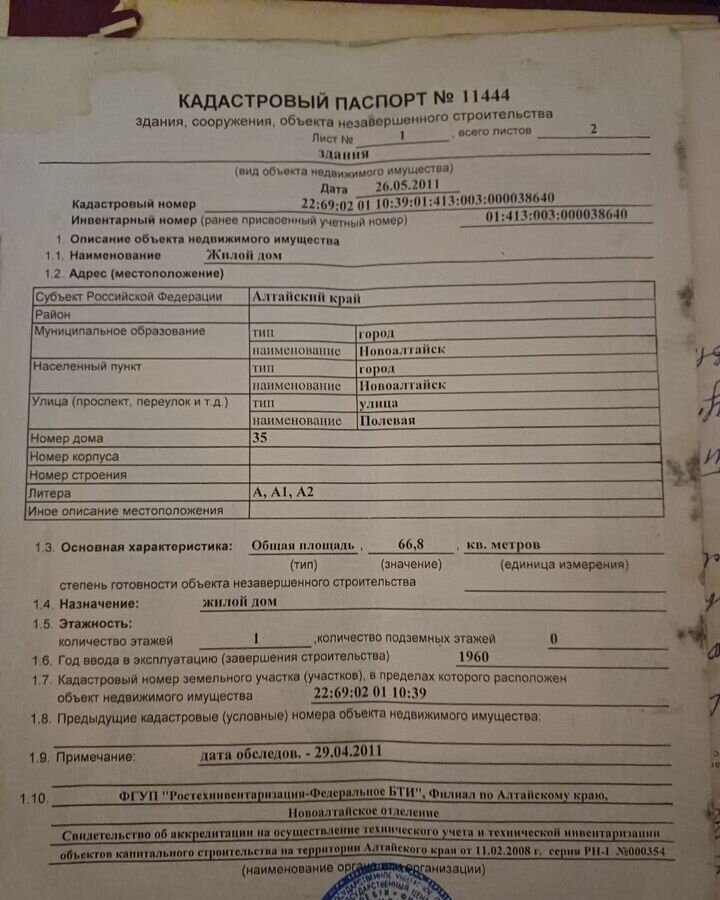 КАДАСТРОВЫЙ ПАСПОРТ № 11444
здания, сооружения, объекта незавершенного строительства
Лист № 1 , всего листов 2
здания
(вид объекта недвижимого имущества)
Дата 26.05.2011
Кадастровый номер 22:69:02 01 10:39:01:413:003:000038640
Инвентарный номер (ранее присвоенный учетный номер) 01:413:003:000038640
1. Описание объекта недвижимого имущества
1.1. Наименование Жилой дом
1.2. Адрес (местоположение)
Субъект Российской Федерации Алтайский край
Район
Муниципальное образование тип город
наименование Новоалтайск
Населенный пункт тип город
наименование Новоалтайск
Улица (проспект, переулок и т.д.) тип улица
наименование Полевая
Номер дома 35
Номер корпуса
Номер строения
Литера А, А1, А2
Иное описание местоположения
1.3. Основная характеристика: Общая площадь , 66,8 , кв. метров
(тип) (значение) (единица измерения)
степень готовности объекта незавершенного строительства
1.4. Назначение: жилой дом
1.5. Этажность:
количество этажей 1 ,количество подземных этажей 0
1.6. Год ввода в эксплуатацию (завершения строительства) 1960
1.7. Кадастровый номер земельного участка (участков), в пределах которого расположен
объект недвижимого имущества 22:69:02 01 10:39
1.8. Предыдущие кадастровые (условные) номера объекта недвижимого имущества:
1.9. Примечание: дата обследов. - 29.04.2011
1.10. ФГУП "Ростехинвентаризация-Федеральное БТИ", Филиал по Алтайскому краю,
Новоалтайское отделение
Свидетельство об аккредитации на осуществление технического учета и технической инвентаризации
объектов капитального строительства на территории Алтайского края от 11.02.2008 г. серия РН-I №000354
(наименование органа или организации)